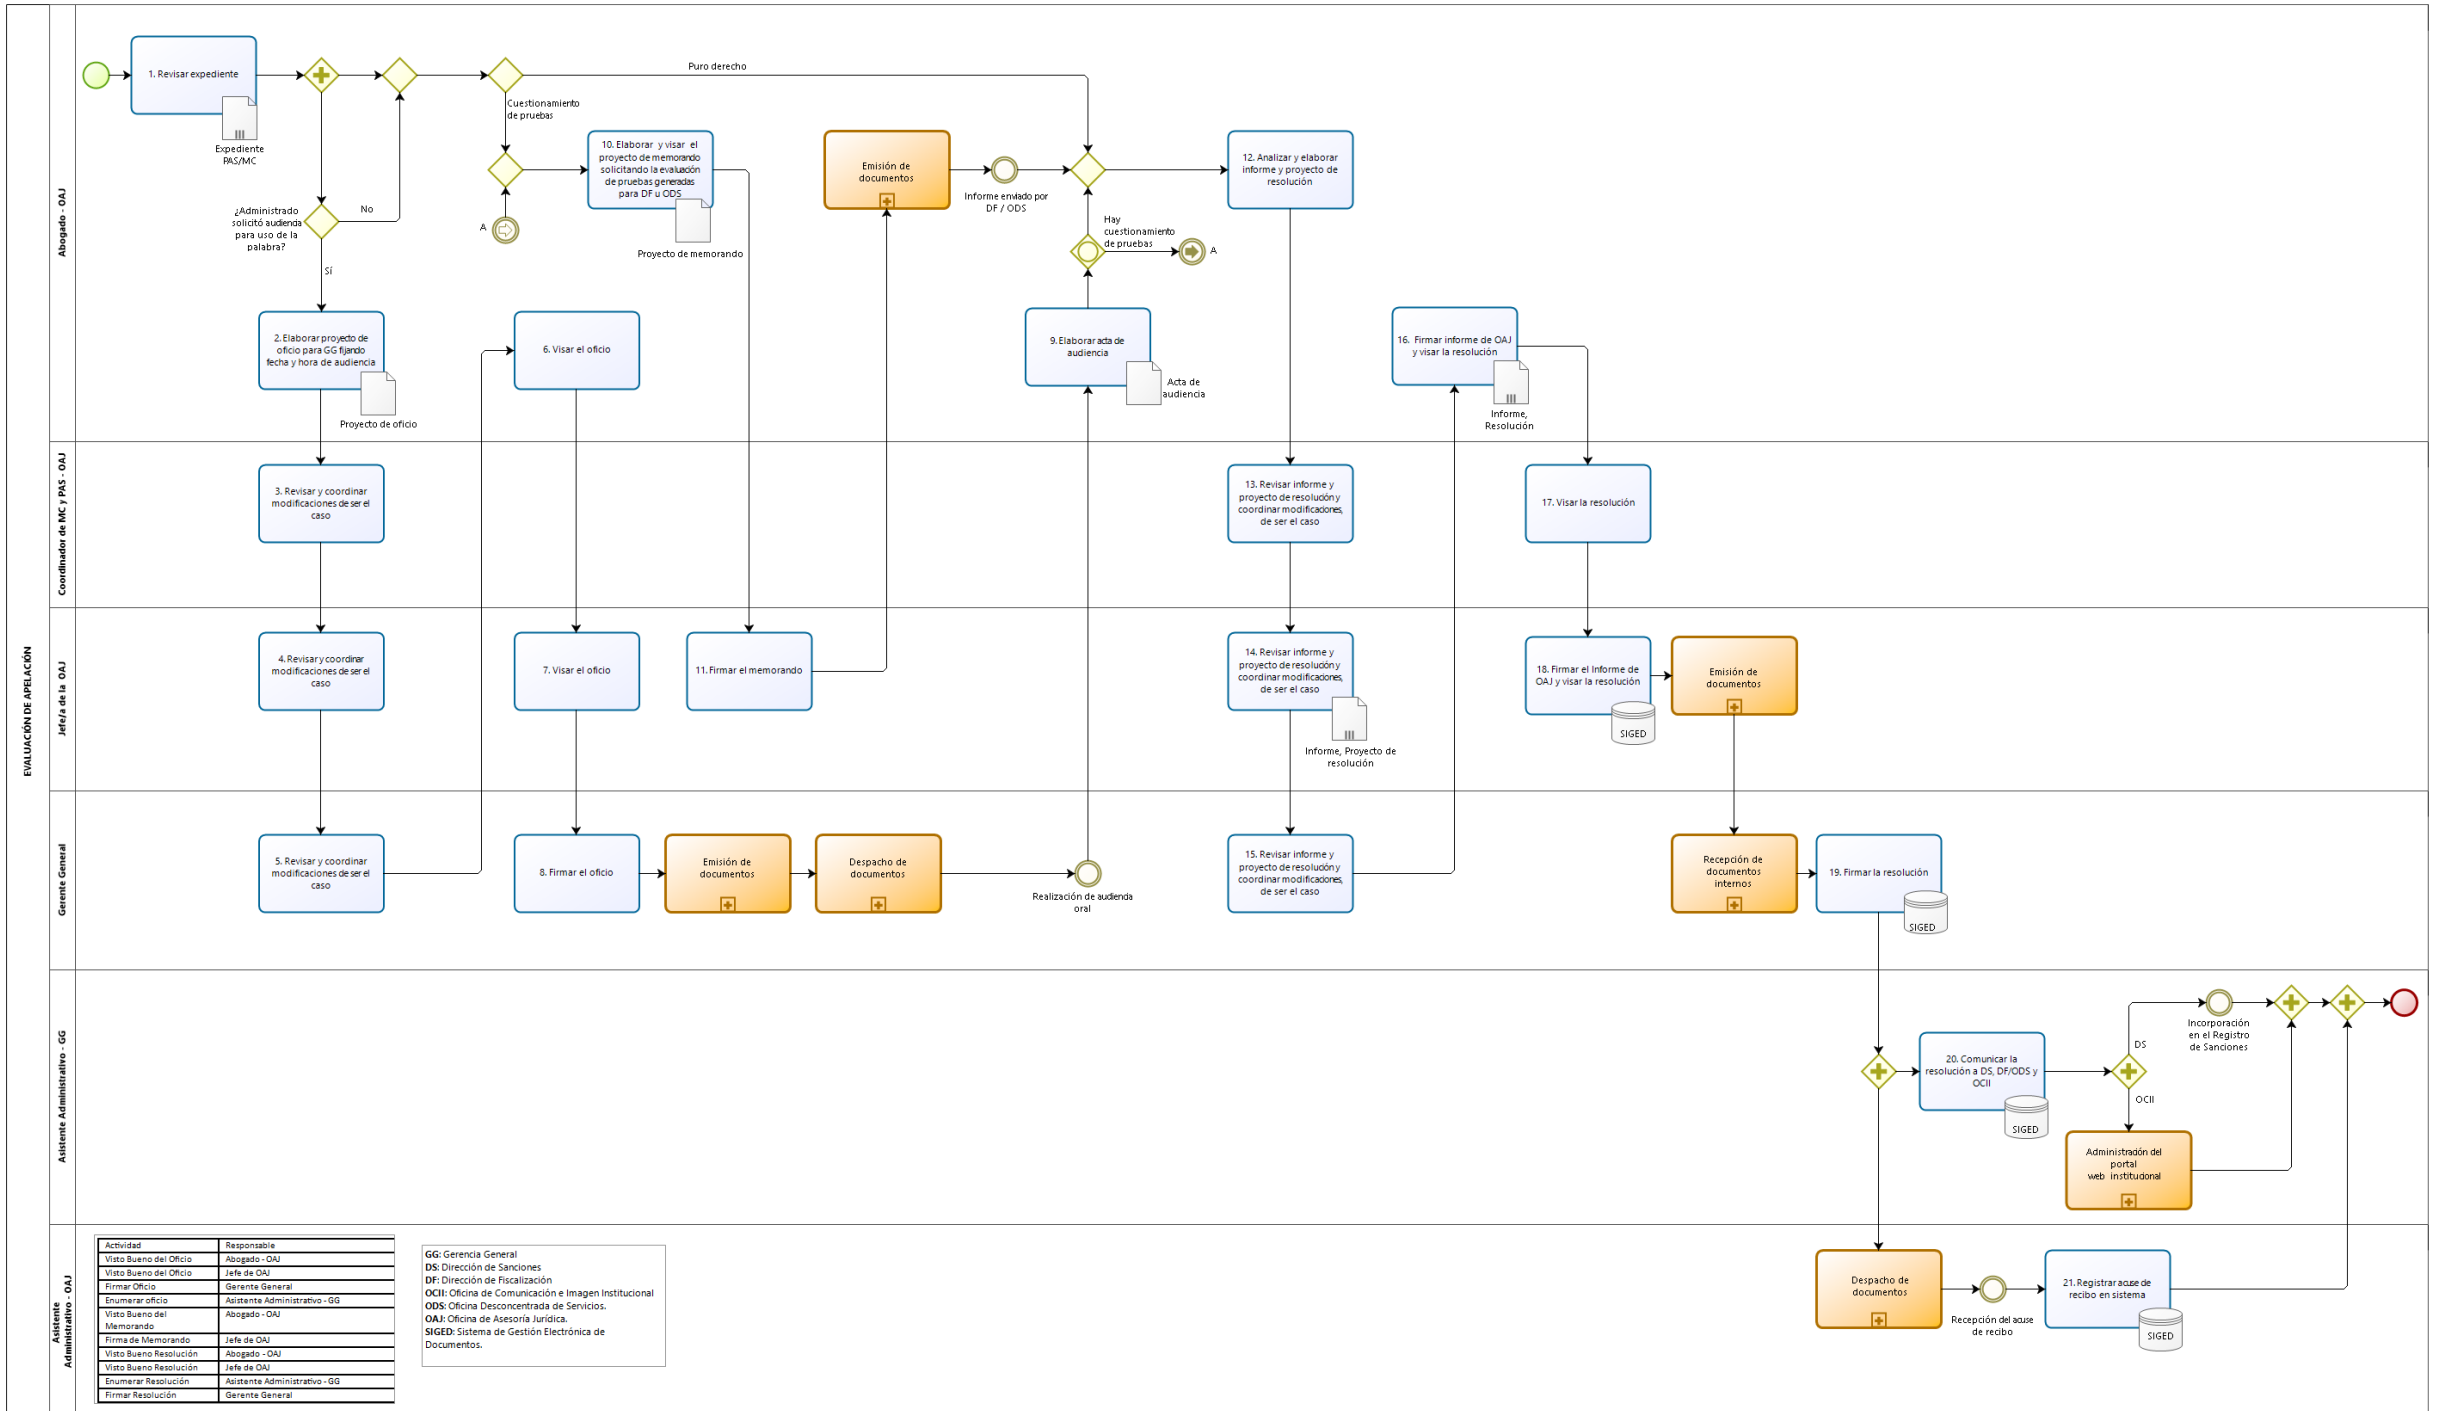 EVALUACIÓN DE APELACIÓN
Abogado - OAJ
1. Revisar expediente
Expediente
PAS/MC
¿Administrado
solicitó audiencia
para uso de la
palabra?
No
Sí
Puro derecho
Cuestionamiento
de pruebas
A
10. Elaborar y visar el
proyecto de memorando
solicitando la evaluación
de pruebas generadas
para DF u ODS
Proyecto de memorando
Emisión de
documentos
Informe enviado por
DF / ODS
Hay
cuestionamiento
de pruebas
A
12. Analizar y elaborar
informe y proyecto de
resolución
2. Elaborar proyecto de
oficio para GG fijando
fecha y hora de audiencia
Proyecto de oficio
6. Visar el oficio
9. Elaborar acta de
audiencia
Acta de
audiencia
16. Firmar informe de OAJ
y visar la resolución
Informe,
Resolución
Coordinador de MC y PAS - OAJ
3. Revisar y coordinar
modificaciones de ser el
caso
13. Revisar informe y
proyecto de resolución y
coordinar modificaciones,
de ser el caso
17. Visar la resolución
Jefe/a de la OAJ
4. Revisar y coordinar
modificaciones de ser el
caso
7. Visar el oficio
11. Firmar el memorando
14. Revisar informe y
proyecto de resolución y
coordinar modificaciones,
de ser el caso
Informe, Proyecto de
resolución
18. Firmar el Informe de
OAJ y visar la resolución
SIGED
Emisión de
documentos
Gerente General
5. Revisar y coordinar
modificaciones de ser el
caso
8. Firmar el oficio
Emisión de
documentos
Despacho de
documentos
Realización de audiencia
oral
15. Revisar informe y
proyecto de resolución y
coordinar modificaciones,
de ser el caso
Recepción de
documentos
internos
19. Firmar la resolución
SIGED
Asistente Administrativo - GG
20. Comunicar la
resolución a DS, DF/ODS y
OCII
SIGED
DS
OCII
Incorporación
en el Registro
de Sanciones
Administración del
portal
web institucional
Asistente
Administrativo - OAJ
Actividad Responsable
Visto Bueno del Oficio Abogado - OAJ
Visto Bueno del Oficio Jefe de OAJ
Firmar Oficio Gerente General
Enumerar oficio Asistente Administrativo - GG
Visto Bueno del Abogado - OAJ
Memorando
Firma de Memorando Jefe de OAJ
Visto Bueno Resolución Abogado - OAJ
Visto Bueno Resolución Jefe de OAJ
Enumerar Resolución Asistente Administrativo - GG
Firmar Resolución Gerente General
GG: Gerencia General
DS: Dirección de Sanciones
DF: Dirección de Fiscalización
OCII: Oficina de Comunicación e Imagen Institucional
ODS: Oficina Desconcentrada de Servicios.
OAJ: Oficina de Asesoría Jurídica.
SIGED: Sistema de Gestión Electrónica de
Documentos.
Despacho de
documentos
Recepción del acuse
de recibo
21. Registrar acuse de
recibo en sistema
SIGED